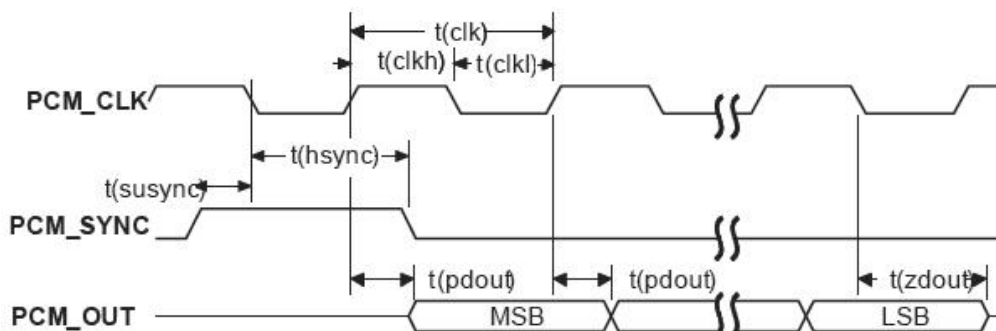 t(clk)
t(clkh) t(clkl)
PCM_CLK
t(hsync)
t(susync)
PCM_SYNC
t(pdout) t(pdout) t(zdout)
PCM_OUT MSB LSB